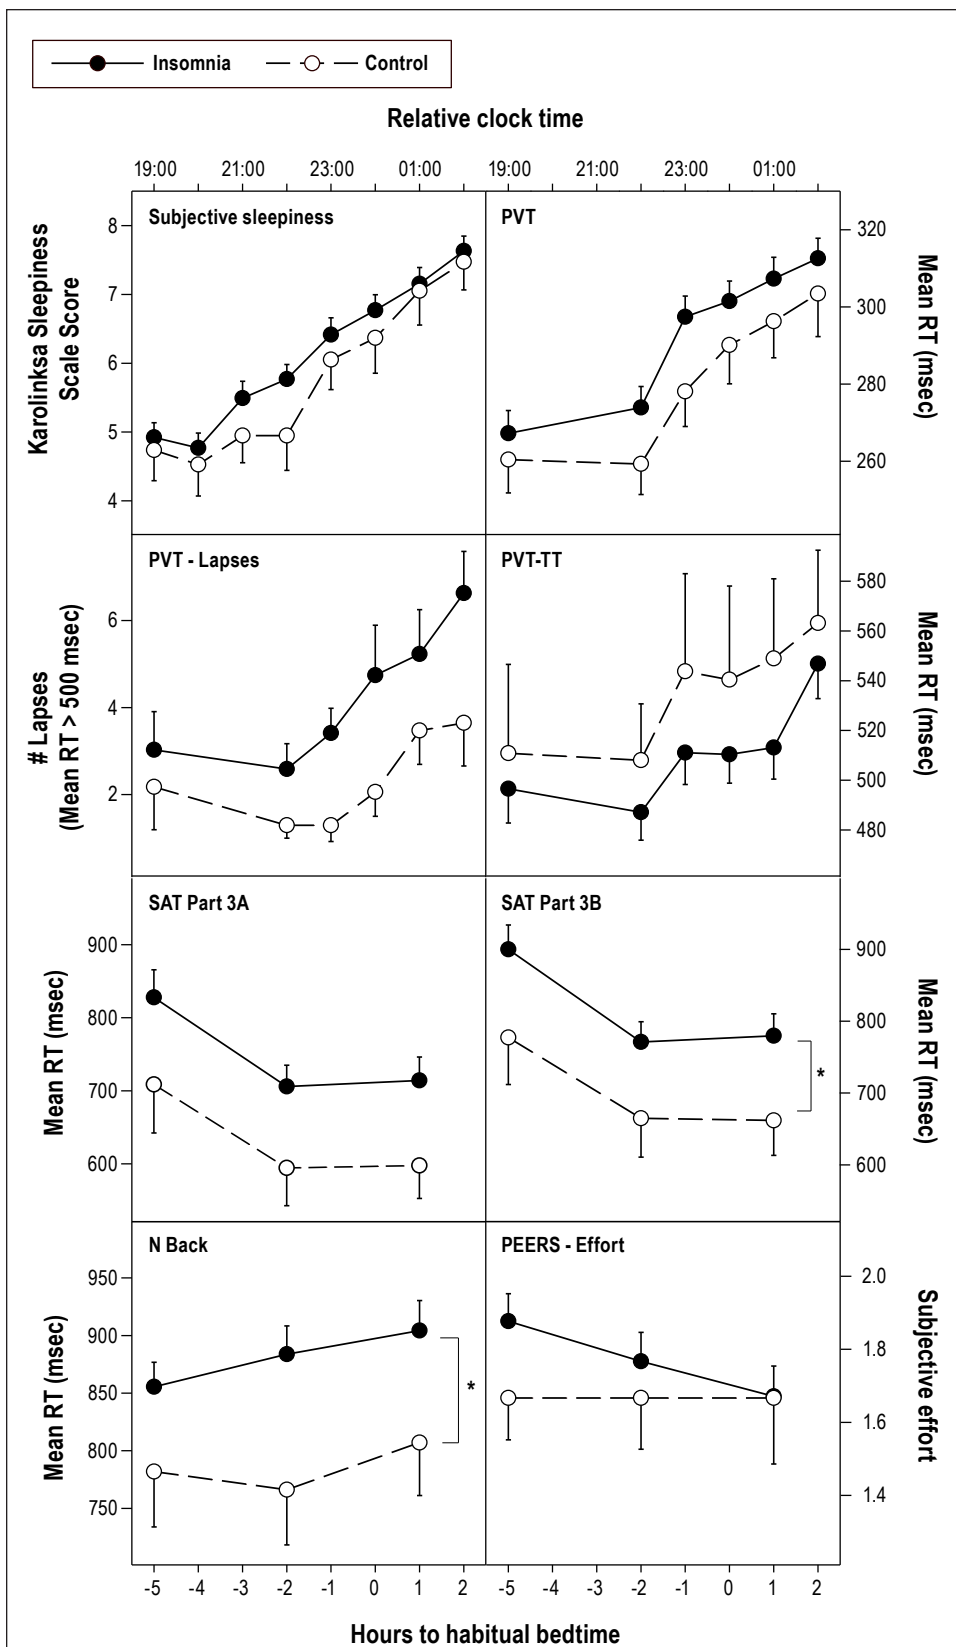 Insomnia
Control
Relative clock time
19:00 21:00 23:00 01:00
19:00 21:00 23:00 01:00
Subjective sleepiness
Karolinksa Sleepiness
Scale Score
8
7
6
5
4
PVT
320
300
280
260
Mean RT (msec)
PVT - Lapses
# Lapses
(Mean RT > 500 msec)
6
4
2
PVT-TT
580
560
540
520
500
480
Mean RT (msec)
SAT Part 3A
Mean RT (msec)
900
800
700
600
SAT Part 3B
*
900
800
700
600
Mean RT (msec)
N Back
Mean RT (msec)
950
900
850
800
750
*
PEERS - Effort
2.0
1.8
1.6
1.4
Subjective effort
-5 -4 -3 -2 -1 0 1 2
-5 -4 -3 -2 -1 0 1 2
Hours to habitual bedtime